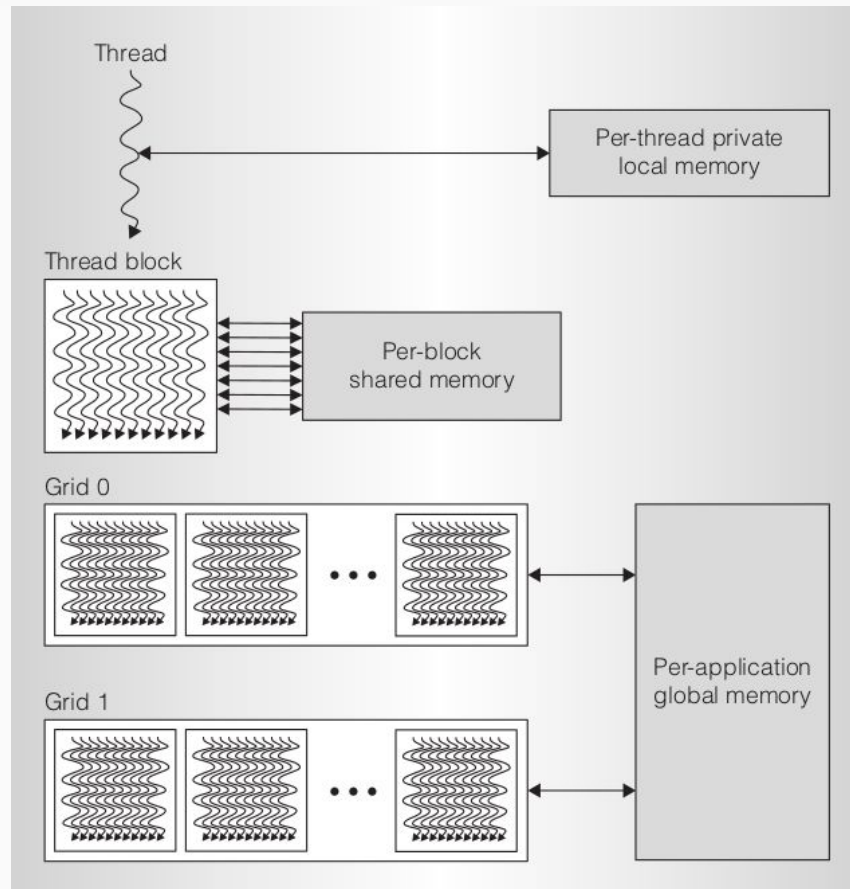 Thread
Per-thread private
local memory
Thread block
Per-block
shared memory
Grid 0
Per-application
global memory
Grid 1